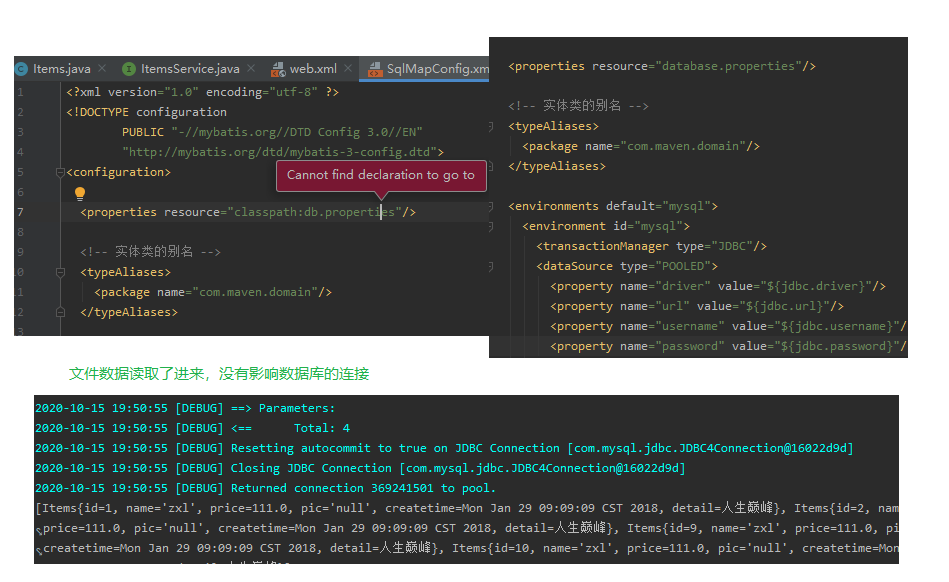 Items.java
ItemsService.java
web.xml
SqlMapConfig.xm
1 <?xml version="1.0" encoding="utf-8" ?>
2 <!DOCTYPE configuration
3 PUBLIC "-//mybatis.org//DTD Config 3.0//EN"
4 "http://mybatis.org/dtd/mybatis-3-config.dtd">
5 <configuration>
Cannot find declaration to go to
6
7 <properties resource="classpath:db.properties"/>
8
9 <!-- 实体类的别名 -->
10 <typeAliases>
11 <package name="com.maven.domain"/>
12 </typeAliases>
<properties resource="database.properties"/>
<!-- 实体类的别名 -->
<typeAliases>
<package name="com.maven.domain"/>
</typeAliases>
<environments default="mysql">
<environment id="mysql">
<transactionManager type="JDBC"/>
<dataSource type="POOLED">
<property name="driver" value="${jdbc.driver}"/>
<property name="url" value="${jdbc.url}"/>
<property name="username" value="${jdbc.username}"/
<property name="password" value="${jdbc.password}"/
文件数据读取了进来，没有影响数据库的连接
2020-10-15 19:50:55 [DEBUG] ==> Parameters:
2020-10-15 19:50:55 [DEBUG] <== Total: 4
2020-10-15 19:50:55 [DEBUG] Resetting autocommit to true on JDBC Connection [com.mysql.jdbc.JDBC4Connection@16022d9d]
2020-10-15 19:50:55 [DEBUG] Closing JDBC Connection [com.mysql.jdbc.JDBC4Connection@16022d9d]
2020-10-15 19:50:55 [DEBUG] Returned connection 369241501 to pool.
[Items{id=1, name='zxl', price=111.0, pic='null', createtime=Mon Jan 29 09:09:09 CST 2018, detail=人生巅峰}, Items{id=2, nam
price=111.0, pic='null', createtime=Mon Jan 29 09:09:09 CST 2018, detail=人生巅峰}, Items{id=9, name='zxl', price=111.0, pi
createtime=Mon Jan 29 09:09:09 CST 2018, detail=人生巅峰}, Items{id=10, name='zxl', price=111.0, pic='null', createtime=Mon